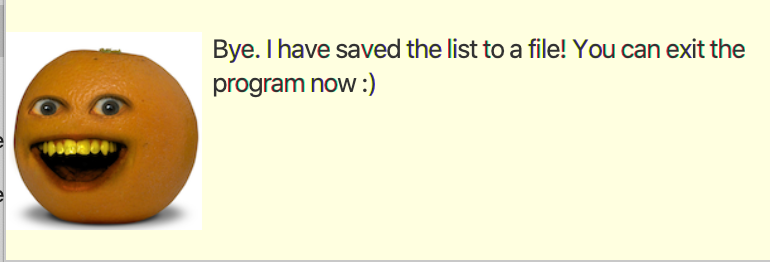 Bye. I have saved the list to a file! You can exit the
program now :)